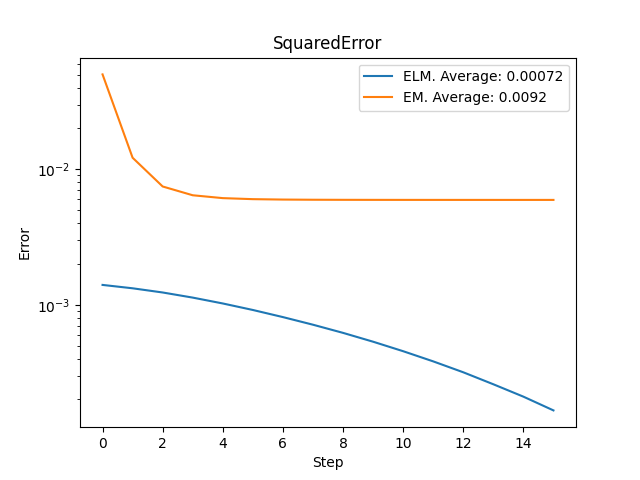 SquaredError
ELM. Average: 0.00072
EM. Average: 0.0092
10⁻²
10⁻³
Error
0 2 4 6 8 10 12 14
Step